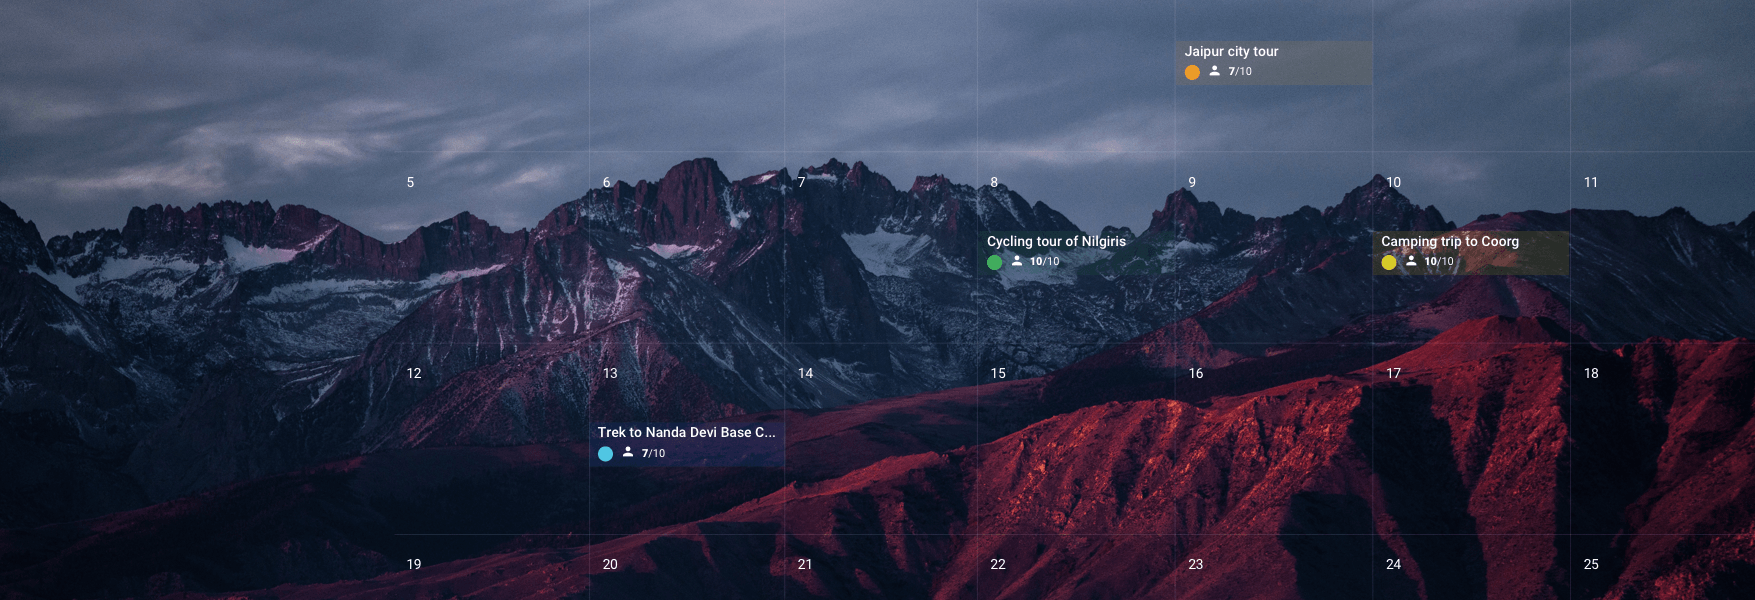 Jaipur city tour
7/10
5 6 7 8 9 10 11
Cycling tour of Nilgiris
10/10
Camping trip to Coorg
10/10
12 13 14 15 16 17 18
Trek to Nanda Devi Base C...
7/10
19 20 21 22 23 24 25